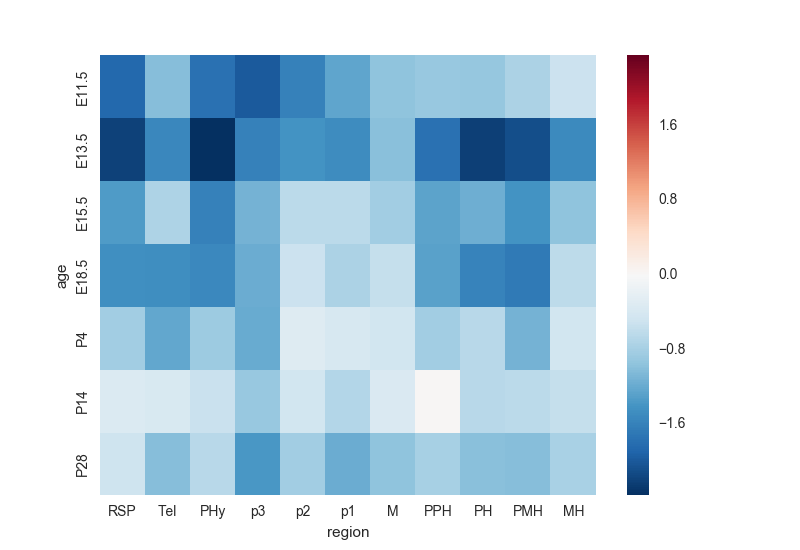 E11.5
E13.5
E15.5
E18.5
P4
P14
P28
age
RSP Tel PHy p3 p2 p1 M PPH PH PMH MH
region
1.6
0.8
0.0
−0.8
−1.6